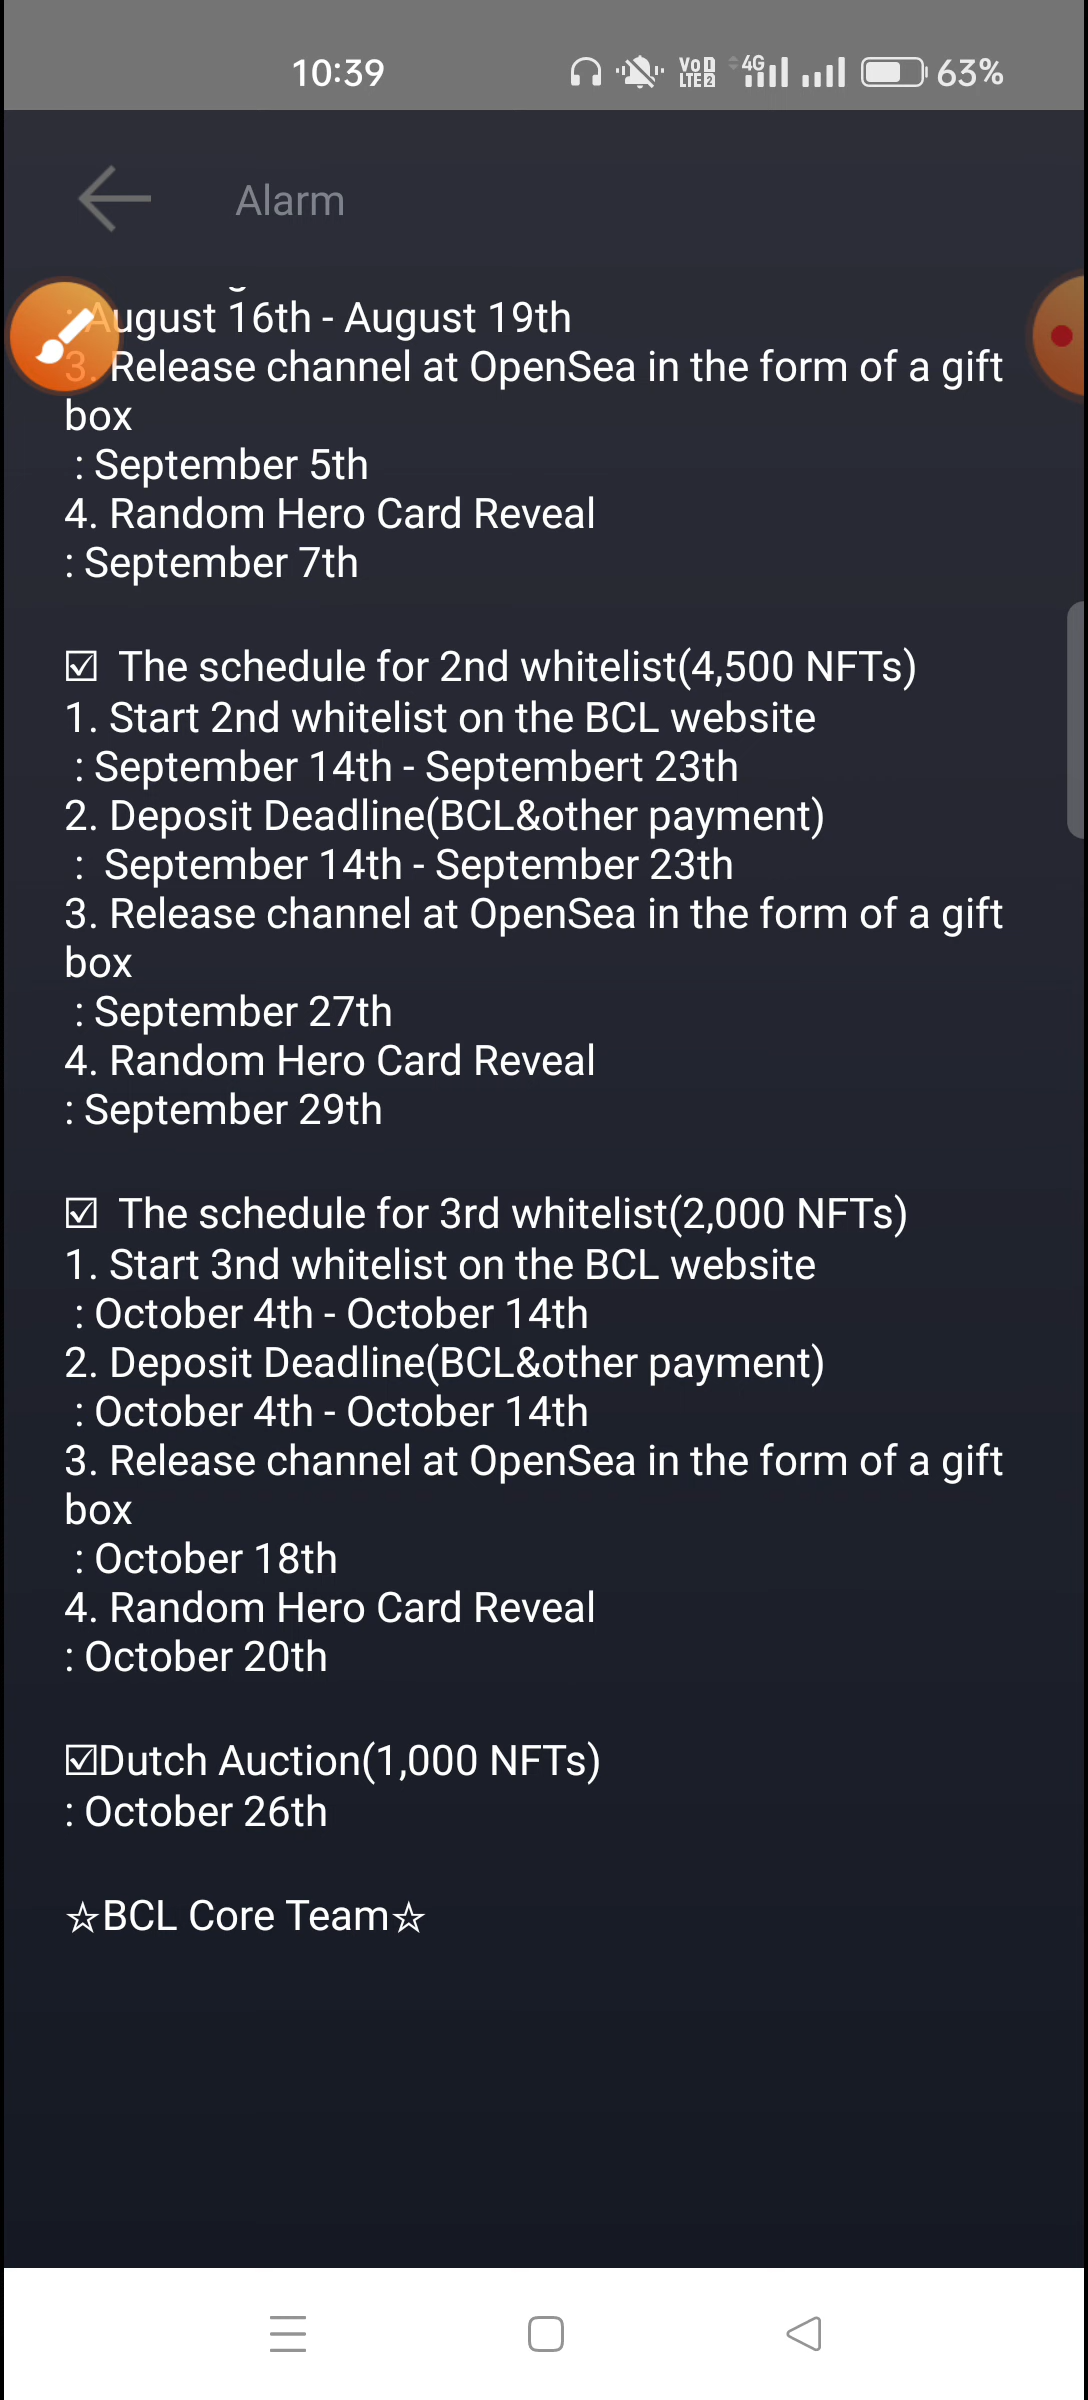 10:39
VoD LTE2 4G 63%
Alarm
: August 16th - August 19th
3. Release channel at OpenSea in the form of a gift
box
: September 5th
4. Random Hero Card Reveal
: September 7th
☑ The schedule for 2nd whitelist(4,500 NFTs)
1. Start 2nd whitelist on the BCL website
: September 14th - Septembert 23th
2. Deposit Deadline(BCL&other payment)
: September 14th - September 23th
3. Release channel at OpenSea in the form of a gift
box
: September 27th
4. Random Hero Card Reveal
: September 29th
☑ The schedule for 3rd whitelist(2,000 NFTs)
1. Start 3nd whitelist on the BCL website
: October 4th - October 14th
2. Deposit Deadline(BCL&other payment)
: October 4th - October 14th
3. Release channel at OpenSea in the form of a gift
box
: October 18th
4. Random Hero Card Reveal
: October 20th
☑Dutch Auction(1,000 NFTs)
: October 26th
☆BCL Core Team☆